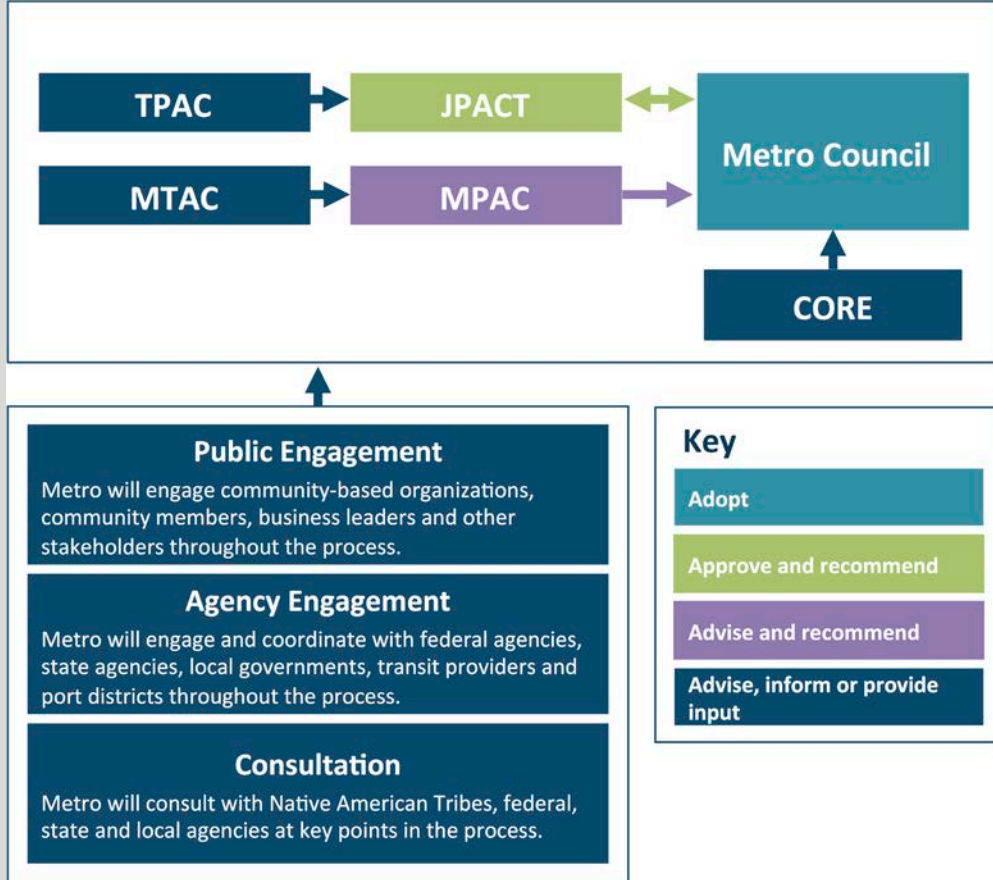 TPAC
JPACT
Metro Council
MTAC
MPAC
CORE
Public Engagement
Metro will engage community-based organizations,
community members, business leaders and other
stakeholders throughout the process.
Agency Engagement
Metro will engage and coordinate with federal agencies,
state agencies, local governments, transit providers and
port districts throughout the process.
Consultation
Metro will consult with Native American Tribes, federal,
state and local agencies at key points in the process.
Key
Adopt
Approve and recommend
Advise and recommend
Advise, inform or provide
input